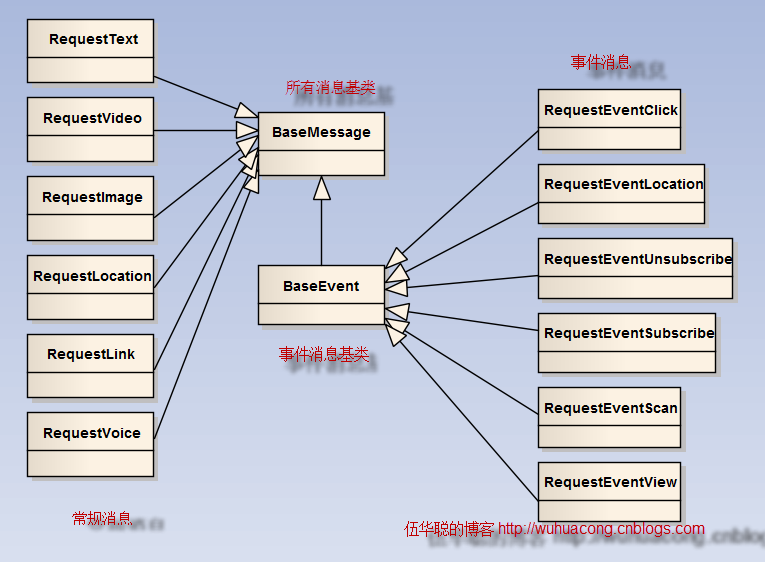 RequestText
RequestVideo
RequestImage
RequestLocation
RequestLink
RequestVoice
常规消息
所有消息基类
BaseMessage
BaseEvent
事件消息基类
事件消息
RequestEventClick
RequestEventLocation
RequestEventUnsubscribe
RequestEventSubscribe
RequestEventScan
RequestEventView
伍华聪的博客 http://wuhuacong.cnblogs.com